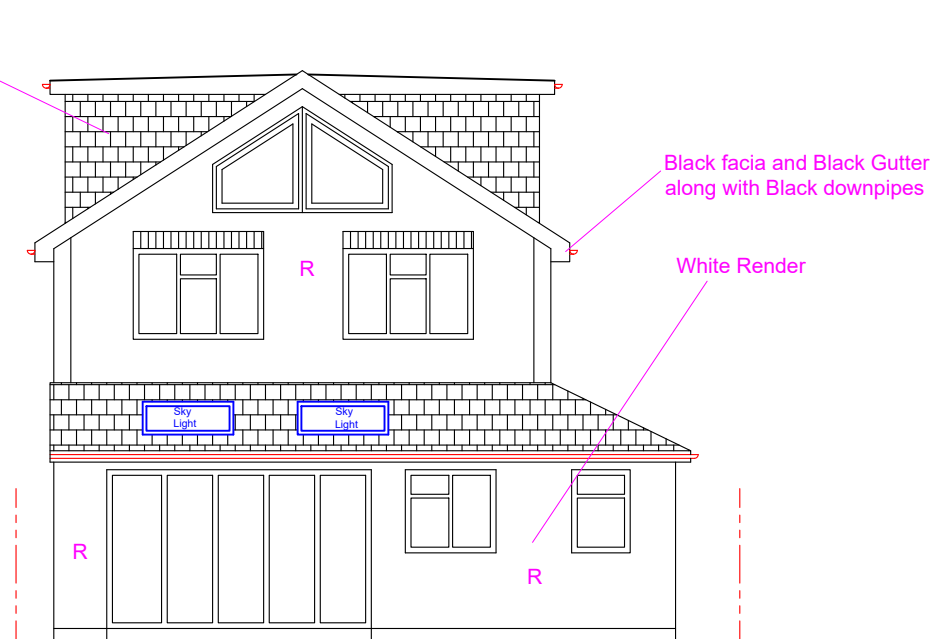 Black facia and Black Gutter
along with Black downpipes
R
White Render
Sky
Light
Sky
Light
R
R